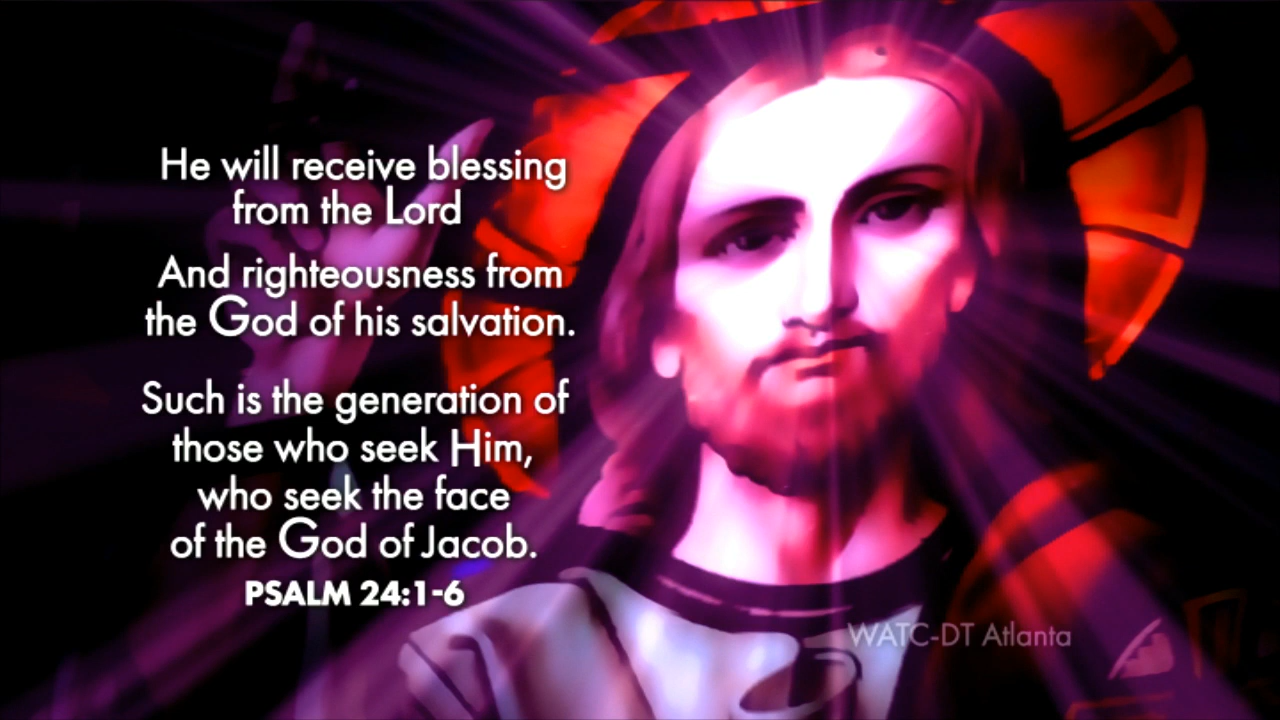 He will receive blessing
from the Lord
And righteousness from
the God of his salvation.
Such is the generation of
those who seek Him,
who seek the face
of the God of Jacob.
PSALM 24:1-6
WATC-DT Atlanta